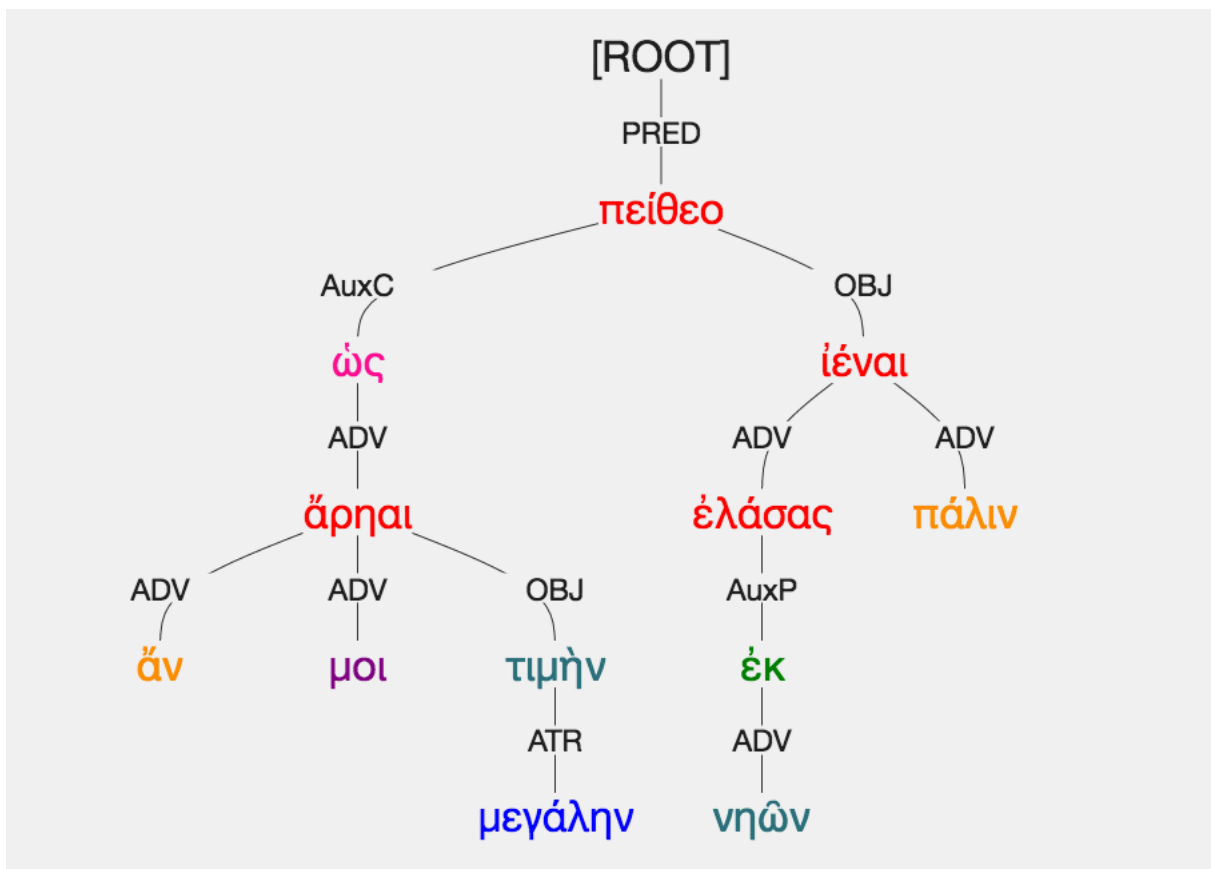 [ROOT]
PRED
πείθεο
AuxC OBJ
ὡς ἰέναι
ADV ADV ADV
ἄρηαι ἐλάσας πάλιν
ADV ADV OBJ AuxP
ἄν μοι τιμὴν ἐκ
ATR ADV
μεγάλην νηῶν